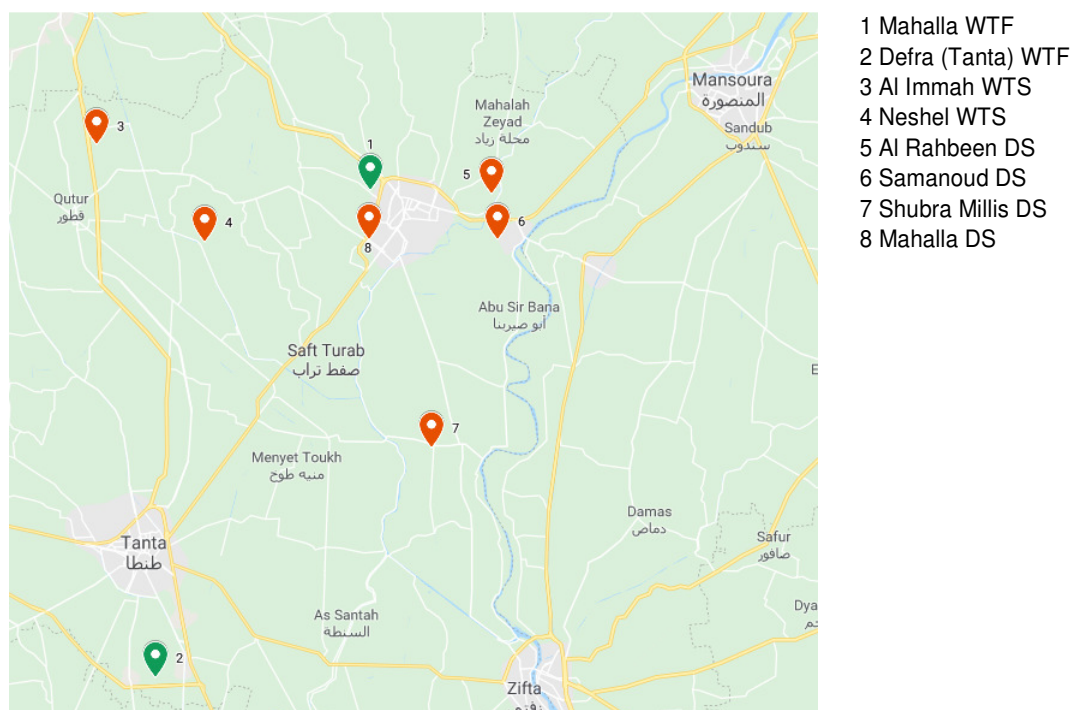 Mansoura
المنصورة
Mahalah
Zeyad
محلة زياد
Sandub
سندوب
3
1
5
Qutur
قطور
4
6
8
Abu Sir Bana
أبو صيربنا
Saft Turab
صفط تراب
E
7
Menyet Toukh
منيه طوخ
Damas
دماص
Tanta
طنطا
Safur
صافور
As Santah
السنطة
Dya
2
Zifta
1 Mahalla WTF
2 Defra (Tanta) WTF
3 Al Immah WTS
4 Neshel WTS
5 Al Rahbeen DS
6 Samanoud DS
7 Shubra Millis DS
8 Mahalla DS